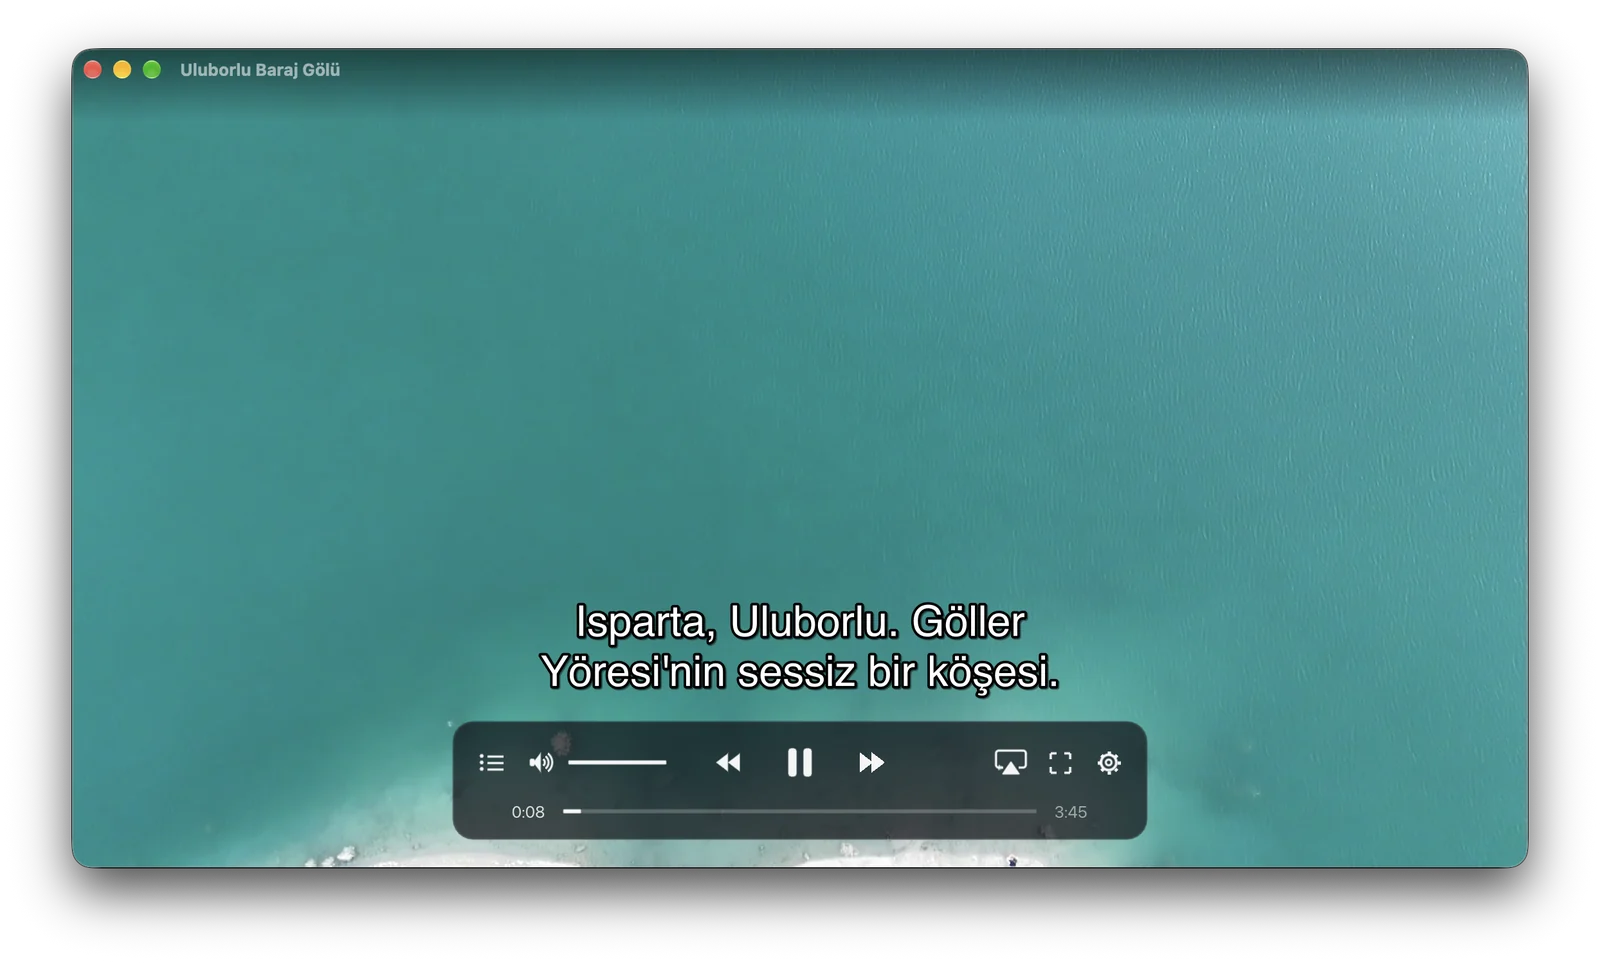 Uluborlu Baraj Gölü
Isparta, Uluborlu. Göller
Yöresi'nin sessiz bir köşesi.
0:08
3:45